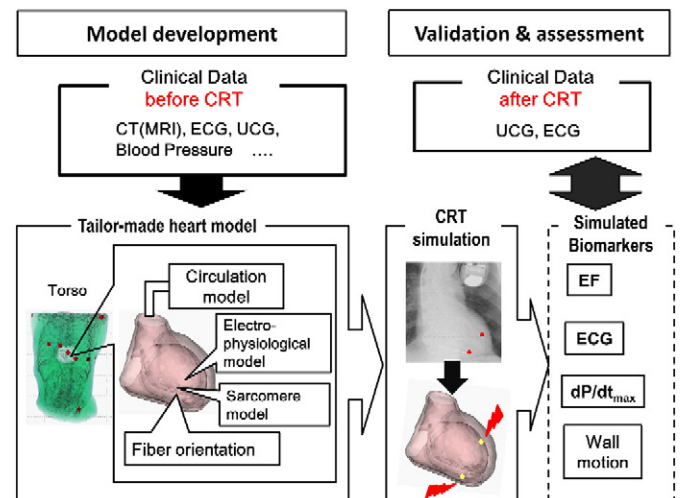 Model development
Validation & assessment
Clinical Data
before CRT
CT(MRI), ECG, UCG,
Blood Pressure ....
Clinical Data
after CRT
UCG, ECG
Tailor-made heart model
Torso
Circulation
model
Electro-
physiological
model
Sarcomere
model
Fiber orientation
CRT
simulation
Simulated
Biomarkers
EF
ECG
dP/dtmax
Wall
motion